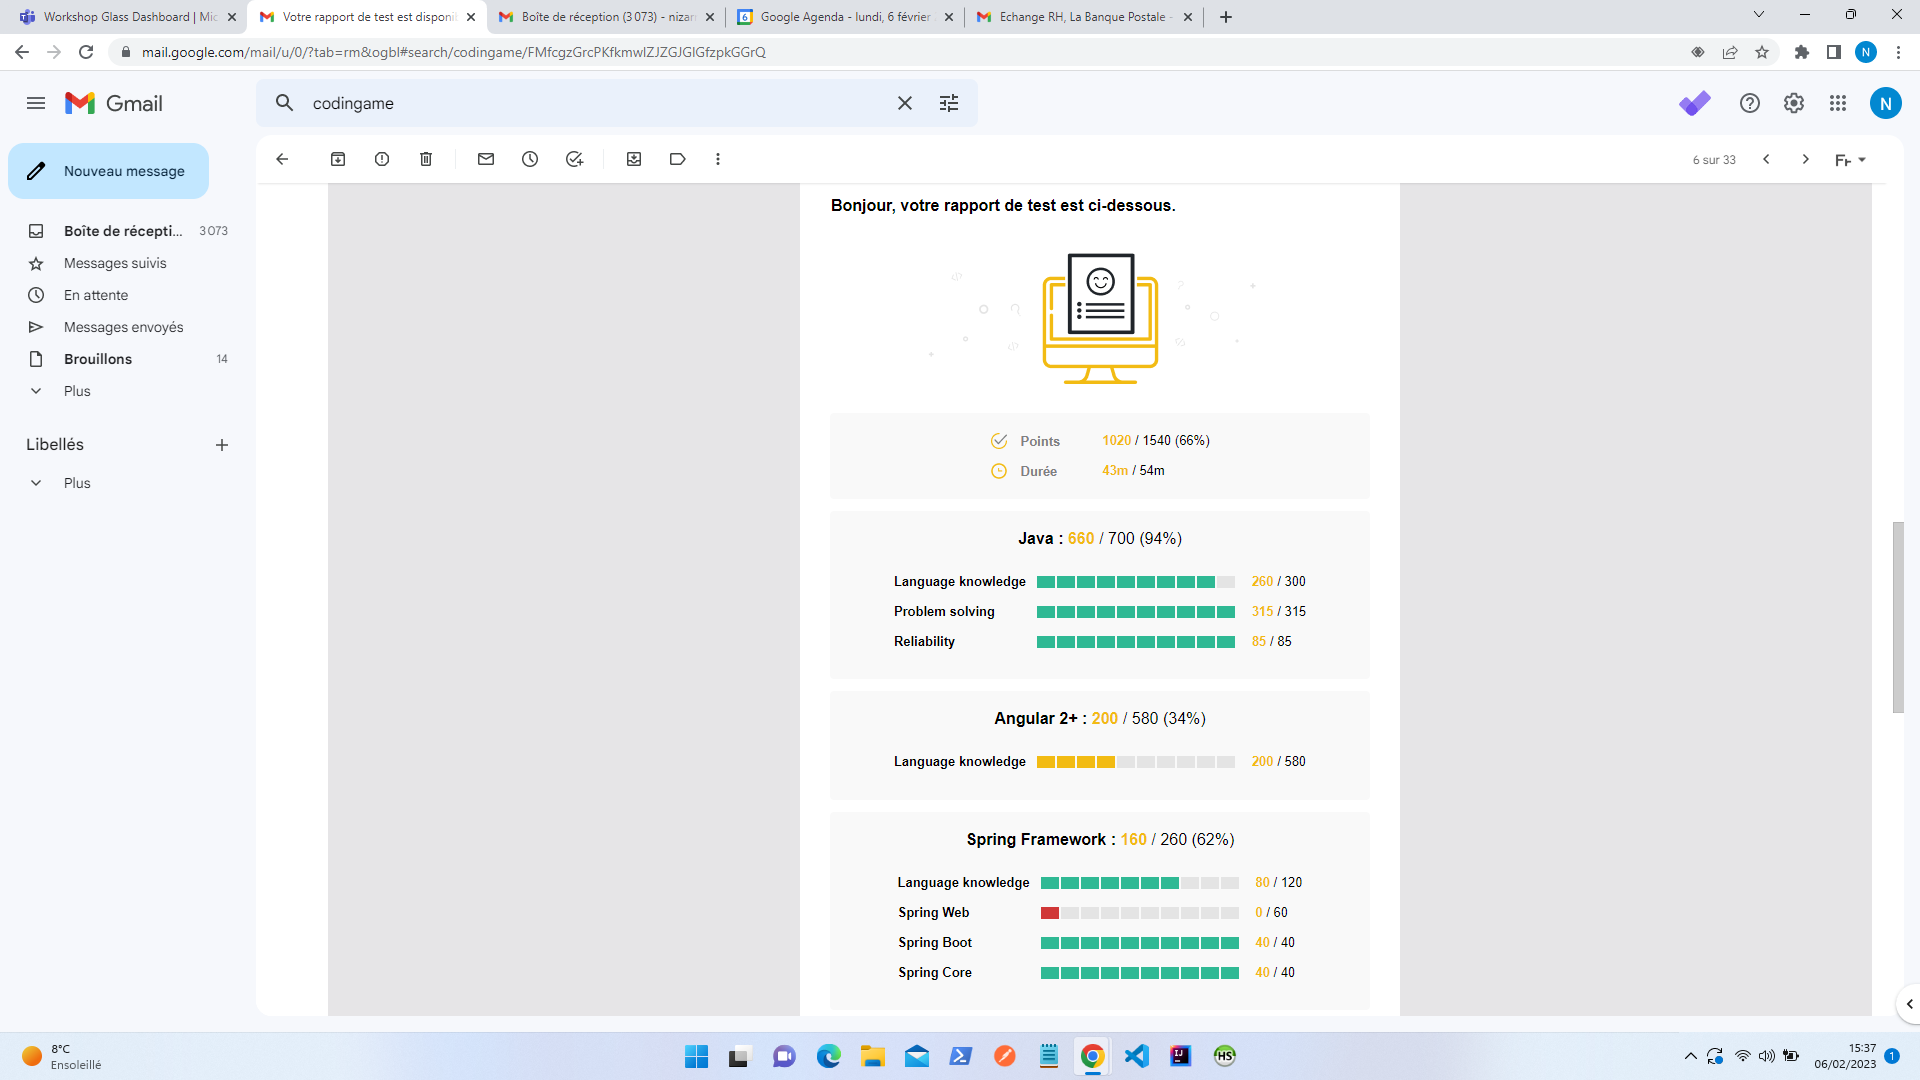 Workshop Glass Dashboard | Mic
Votre rapport de test est disponil
Boîte de réception (3 073) - nizar
Google Agenda - lundi, 6 février
Echange RH, La Banque Postale -
mail.google.com/mail/u/0/?tab=rm&ogbl#search/codingame/FMfcgzGrcPKfkmwlZJZGJGlGfzpkGGrQ
N
Gmail
codingame
N
Nouveau message
6 sur 33
Fr
Boîte de récepti... 3 073
Messages suivis
En attente
Messages envoyés
Brouillons 14
Plus
Libellés
Plus
Bonjour, votre rapport de test est ci-dessous.
Points 1020 / 1540 (66%)
Durée 43m / 54m
Java : 660 / 700 (94%)
Language knowledge 260 / 300
Problem solving 315 / 315
Reliability 85 / 85
Angular 2+ : 200 / 580 (34%)
Language knowledge 200 / 580
Spring Framework : 160 / 260 (62%)
Language knowledge 80 / 120
Spring Web 0 / 60
Spring Boot 40 / 40
Spring Core 40 / 40
8°C
Ensoleillé
IJ
HS
15:37
06/02/2023
1